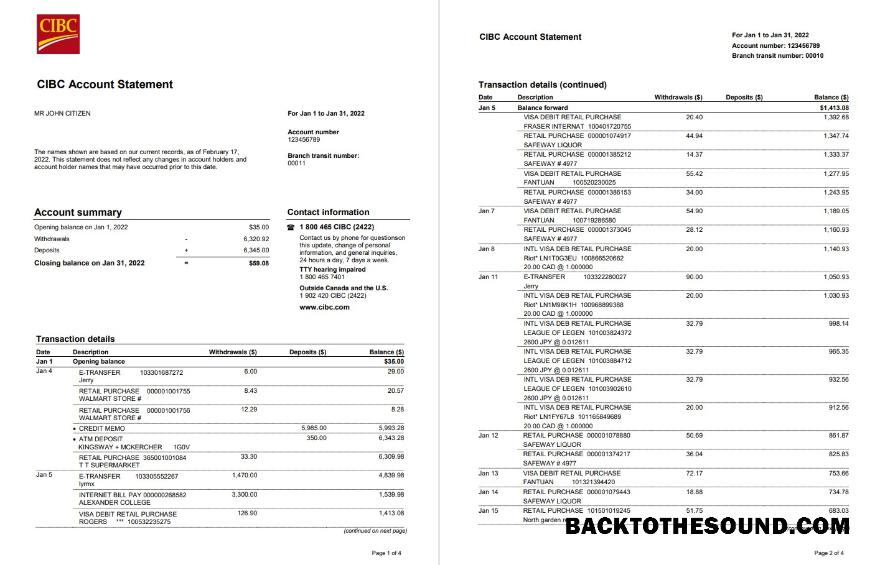 CIBC
CIBC Account Statement
MR JOHN CITIZEN
For Jan 1 to Jan 31, 2022
Account number
123456789
The names shown are based on our current records, as of February 17,
2022. This statement does not reflect any changes in account holders and
account holder names that may have occurred prior to this date.
Branch transit number:
00011
Account summary
Opening balance on Jan 1, 2022 $35.00
Withdrawals - 6,320.92
Deposits + 6,345.00
Closing balance on Jan 31, 2022 = $59.08
Contact information
☎ 1 800 465 CIBC (2422)
Contact us by phone for questionson
this update, change of personal
information, and general inquiries,
24 hours a day, 7 days a week.
TTY hearing impaired
1 800 465 7401
Outside Canada and the U.S.
1 902 420 CIBC (2422)
www.cibc.com
Transaction details
Date Description Withdrawals ($) Deposits ($) Balance ($)
Jan 1 Opening balance $35.00
Jan 4 E-TRANSFER 103301687272 6.00 29.00
Jerry
RETAIL PURCHASE 000001001755 8.43 20.57
WALMART STORE #
RETAIL PURCHASE 000001001756 12.29 8.28
WALMART STORE #
• CREDIT MEMO 5,985.00 5,993.28
• ATM DEPOSIT 350.00 6,343.28
KINGSWAY + MCKERCHER 1G0V
RETAIL PURCHASE 365001001084 33.30 6,309.98
T T SUPERMARKET
Jan 5 E-TRANSFER 103305552267 1,470.00 4,839.98
lyrmx
INTERNET BILL PAY 000000268582 3,300.00 1,539.98
ALEXANDER COLLEGE
VISA DEBIT RETAIL PURCHASE 126.90 1,413.08
ROGERS *** 100532235275
(continued on next page)
Page 1 of 4
CIBC Account Statement
For Jan 1 to Jan 31, 2022
Account number: 123456789
Branch transit number: 00010
Transaction details (continued)
Date Description Withdrawals ($) Deposits ($) Balance ($)
Jan 5 Balance forward $1,413.08
VISA DEBIT RETAIL PURCHASE 20.40 1,392.68
FRASER INTERNAT 100401720755
RETAIL PURCHASE 000001074917 44.94 1,347.74
SAFEWAY LIQUOR
RETAIL PURCHASE 000001385212 14.37 1,333.37
SAFEWAY # 4977
VISA DEBIT RETAIL PURCHASE 55.42 1,277.95
FANTUAN 100520230025
RETAIL PURCHASE 000001386153 34.00 1,243.95
SAFEWAY # 4977
Jan 7 VISA DEBIT RETAIL PURCHASE 54.90 1,189.05
FANTUAN 100719286580
RETAIL PURCHASE 000001373045 28.12 1,160.93
SAFEWAY # 4977
Jan 8 INTL VISA DEB RETAIL PURCHASE 20.00 1,140.93
Riot* LN1T0G3EU 100866520662
20.00 CAD @ 1.000000
Jan 11 E-TRANSFER 103322280027 90.00 1,050.93
Jerry
INTL VISA DEB RETAIL PURCHASE 20.00 1,030.93
Riot* LN1M98K1H 100968899388
20.00 CAD @ 1.000000
INTL VISA DEB RETAIL PURCHASE 32.79 998.14
LEAGUE OF LEGEN 101003824372
2600 JPY @ 0.012611
INTL VISA DEB RETAIL PURCHASE 32.79 965.35
LEAGUE OF LEGEN 101003884712
2600 JPY @ 0.012611
INTL VISA DEB RETAIL PURCHASE 32.79 932.56
LEAGUE OF LEGEN 101003902610
2600 JPY @ 0.012611
INTL VISA DEB RETAIL PURCHASE 20.00 912.56
Riot* LN1FY67L8 101165849689
20.00 CAD @ 1.000000
Jan 12 RETAIL PURCHASE 000001078880 50.69 861.87
SAFEWAY LIQUOR
RETAIL PURCHASE 000001374217 36.04 825.83
SAFEWAY # 4977
Jan 13 VISA DEBIT RETAIL PURCHASE 72.17 753.66
FANTUAN 101321394420
Jan 14 RETAIL PURCHASE 000001079443 18.88 734.78
SAFEWAY LIQUOR
Jan 15 RETAIL PURCHASE 101501019245 51.75 683.03
North garden
BACKTOTHESOUND.COM
Page 2 of 4